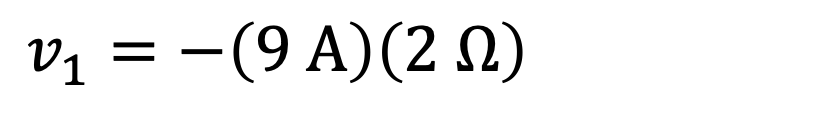 v₁ = −(9 A)(2 Ω)